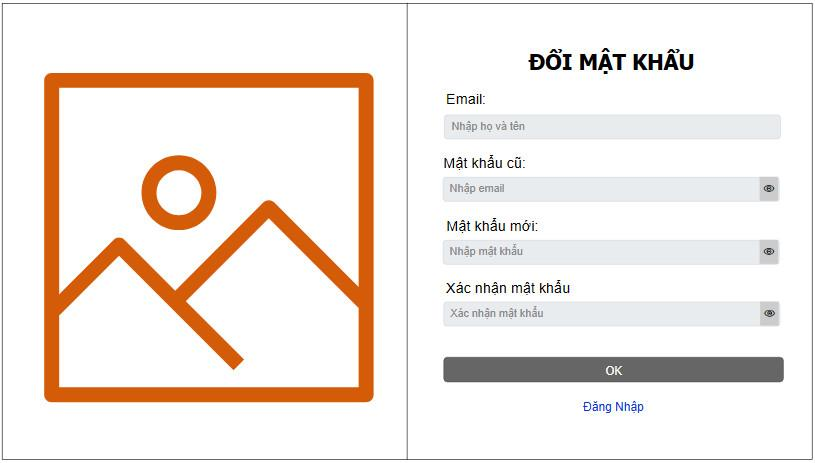 ĐỔI MẬT KHẨU
Email:
Nhập họ và tên
Mật khẩu cũ:
Nhập email
Mật khẩu mới:
Nhập mật khẩu
Xác nhận mật khẩu
Xác nhận mật khẩu
OK
Đăng Nhập